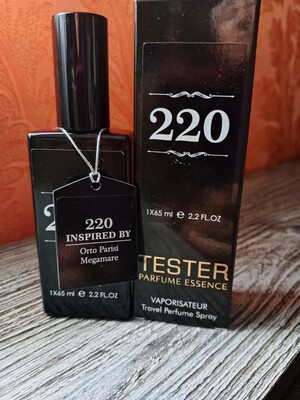 220
INSPIRED BY
Orto Parisi
Megamare
1X65 ml e 2.2 FL.OZ
220
1X65 ml e 2.2 FL.OZ
TESTER
PARFUME ESSENCE
VAPORISATEUR
Travel Perfume Spray